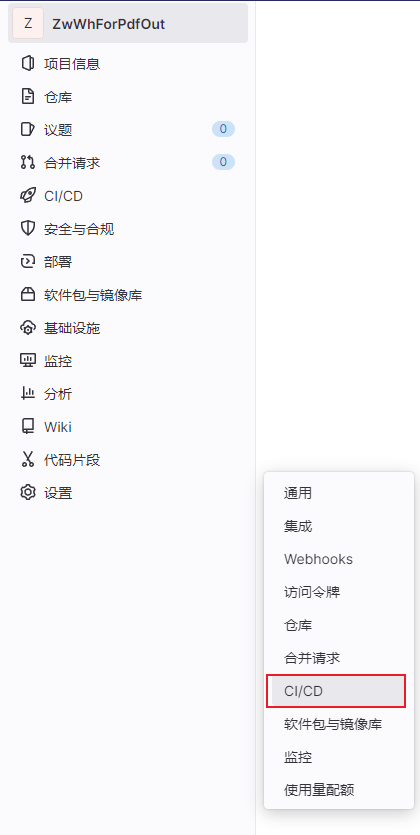 Z ZwWhForPdfOut
项目信息
仓库
议题 0
合并请求 0
CI/CD
安全与合规
部署
软件包与镜像库
基础设施
监控
分析
Wiki
代码片段
设置
通用
集成
Webhooks
访问令牌
仓库
合并请求
CI/CD
软件包与镜像库
监控
使用量配额